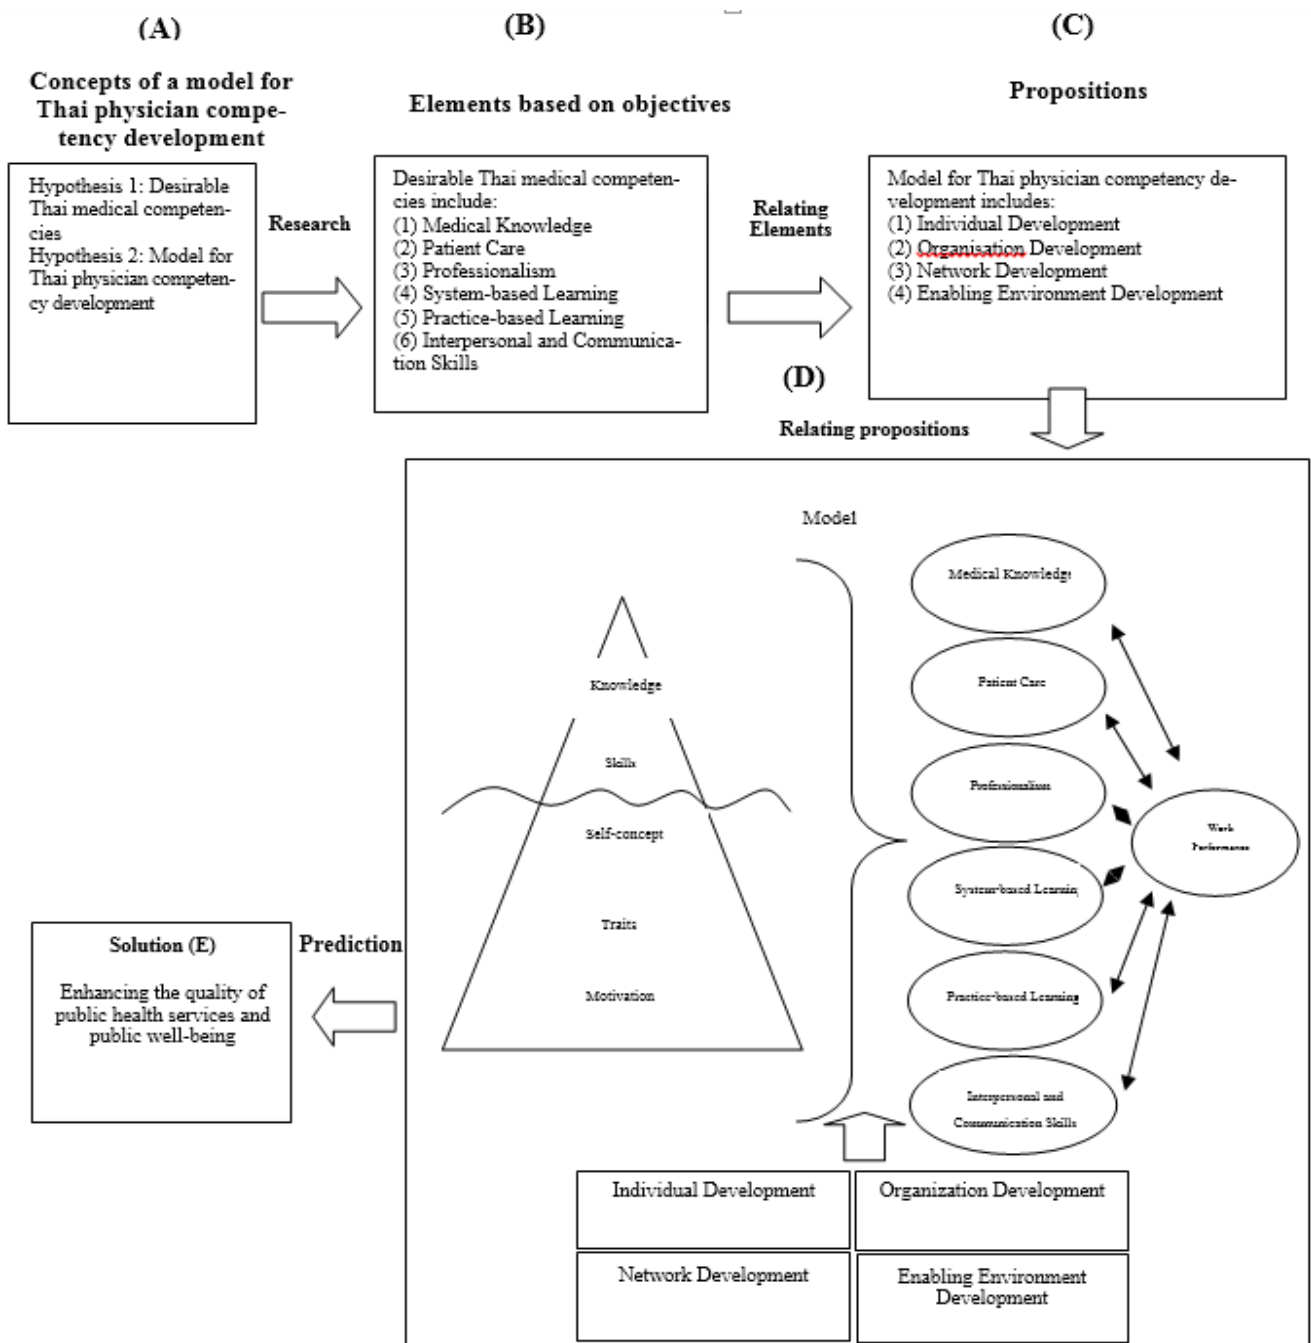 (A)
Concepts of a model for
Thai physician compe-
tency development
Hypothesis 1: Desirable
Thai medical competen-
cies
Hypothesis 2: Model for
Thai physician competen-
cy development
Research
(B)
Elements based on objectives
Desirable Thai medical competen-
cies include:
(1) Medical Knowledge
(2) Patient Care
(3) Professionalism
(4) System-based Learning
(5) Practice-based Learning
(6) Interpersonal and Communica-
tion Skills
Relating
Elements
(C)
Propositions
Model for Thai physician competency de-
velopment includes:
(1) Individual Development
(2) Organisation Development
(3) Network Development
(4) Enabling Environment Development
(D)
Relating propositions
Model
Knowledge
Skills
Self-concept
Traits
Motivation
Medical Knowledge
Patient Care
Professionalism
System-based Learning
Practice-based Learning
Interpersonal and
Communication Skills
Work
Performance
Individual Development
Organization Development
Network Development
Enabling Environment
Development
Prediction
Solution (E)
Enhancing the quality of
public health services and
public well-being